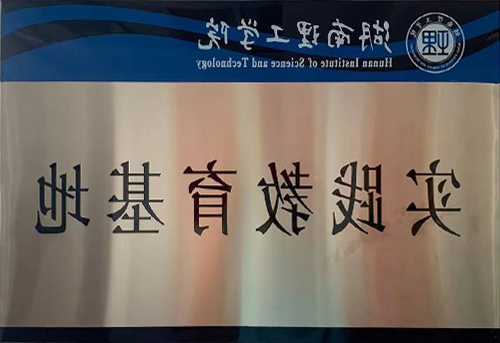 湖南理工学院
Hunan Institute of Science and Technology
实践教育基地